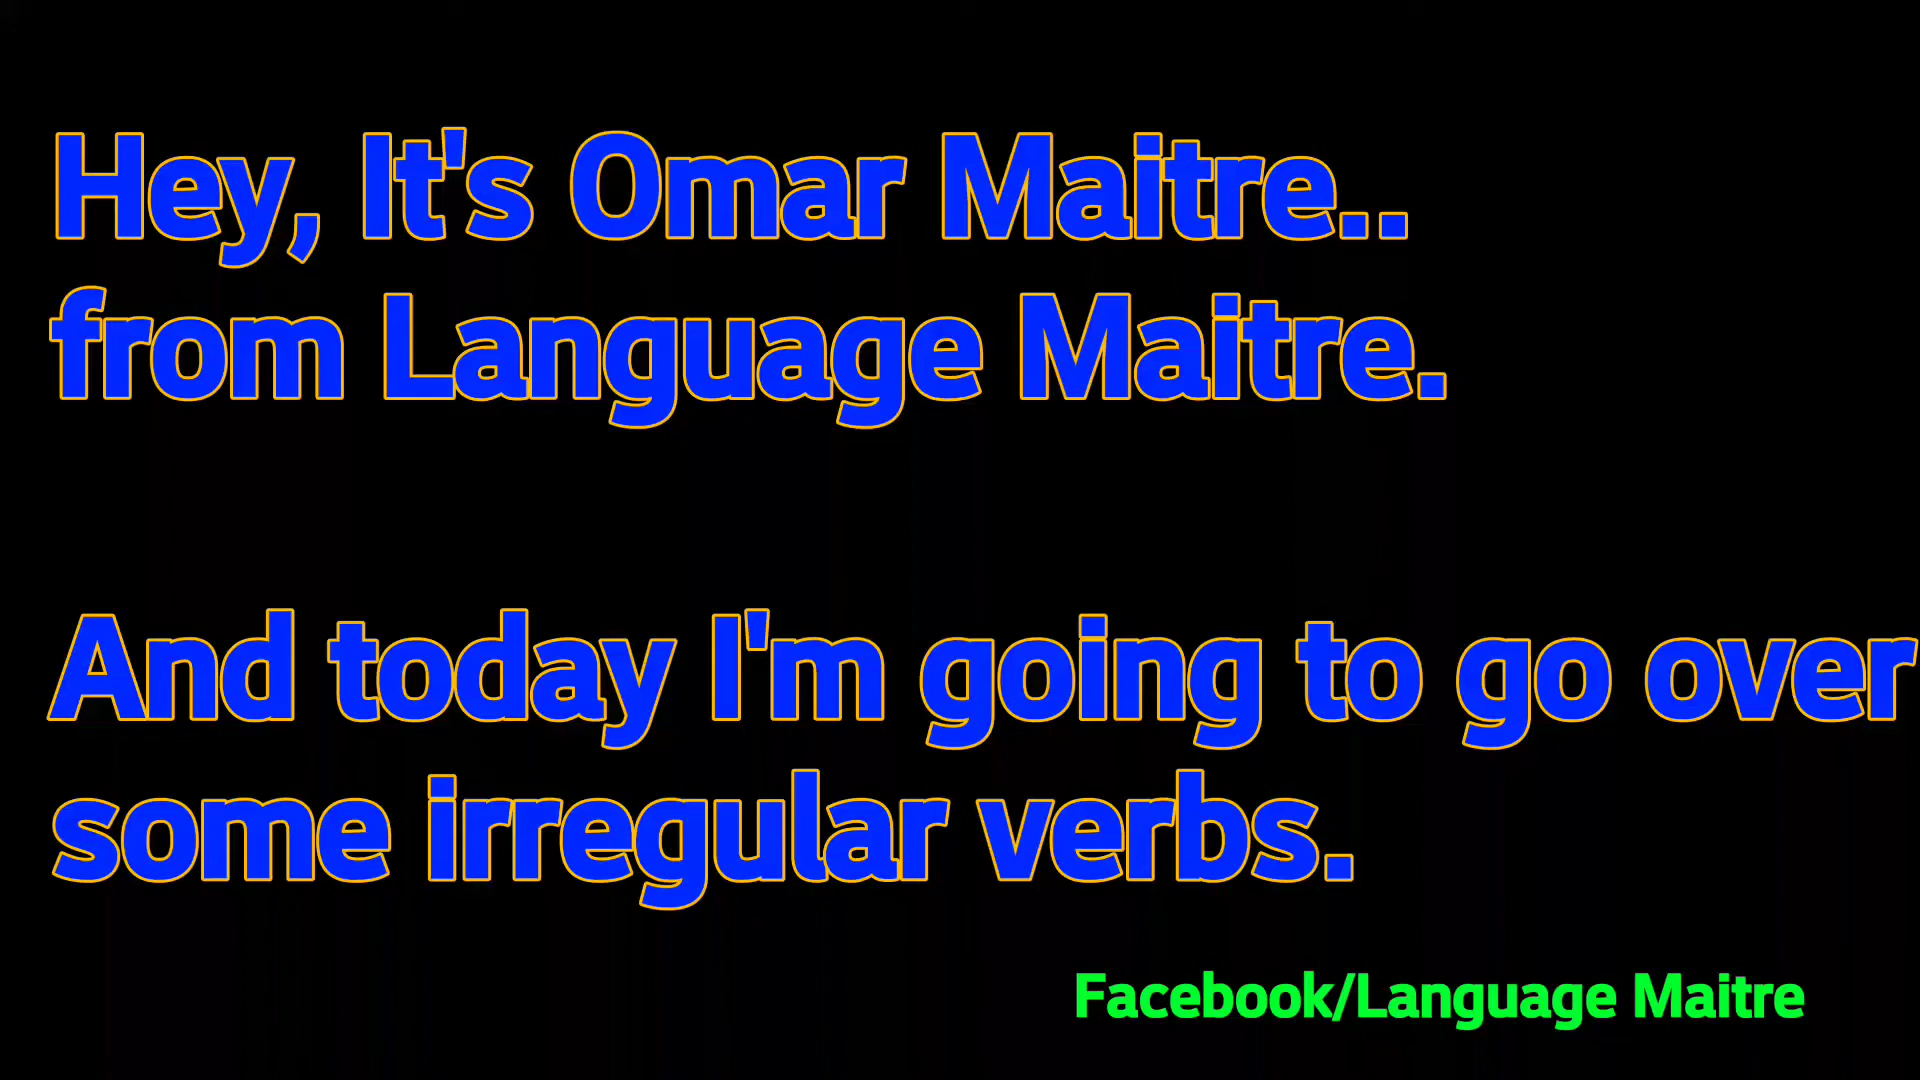 Hey, It's Omar Maitre..
from Language Maitre.
And today I'm going to go over
some irregular verbs.
Facebook/Language Maitre